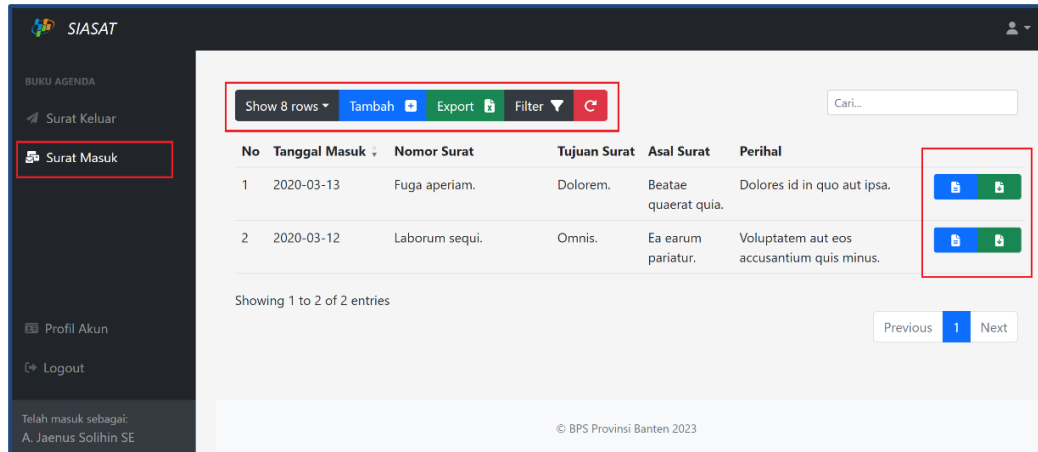 SIASAT
BUKU AGENDA
Surat Keluar
Surat Masuk
Profil Akun
Logout
Telah masuk sebagai:
A. Jaenus Solihin SE
Show 8 rows Tambah Export Filter
Cari...
No Tanggal Masuk Nomor Surat Tujuan Surat Asal Surat Perihal
1 2020-03-13 Fuga aperiam. Dolorem. Beatae Dolores id in quo aut ipsa.
quaerat quia.
2 2020-03-12 Laborum sequi. Omnis. Ea earum Voluptatem aut eos
pariatur. accusantium quis minus.
Showing 1 to 2 of 2 entries
Previous 1 Next
© BPS Provinsi Banten 2023